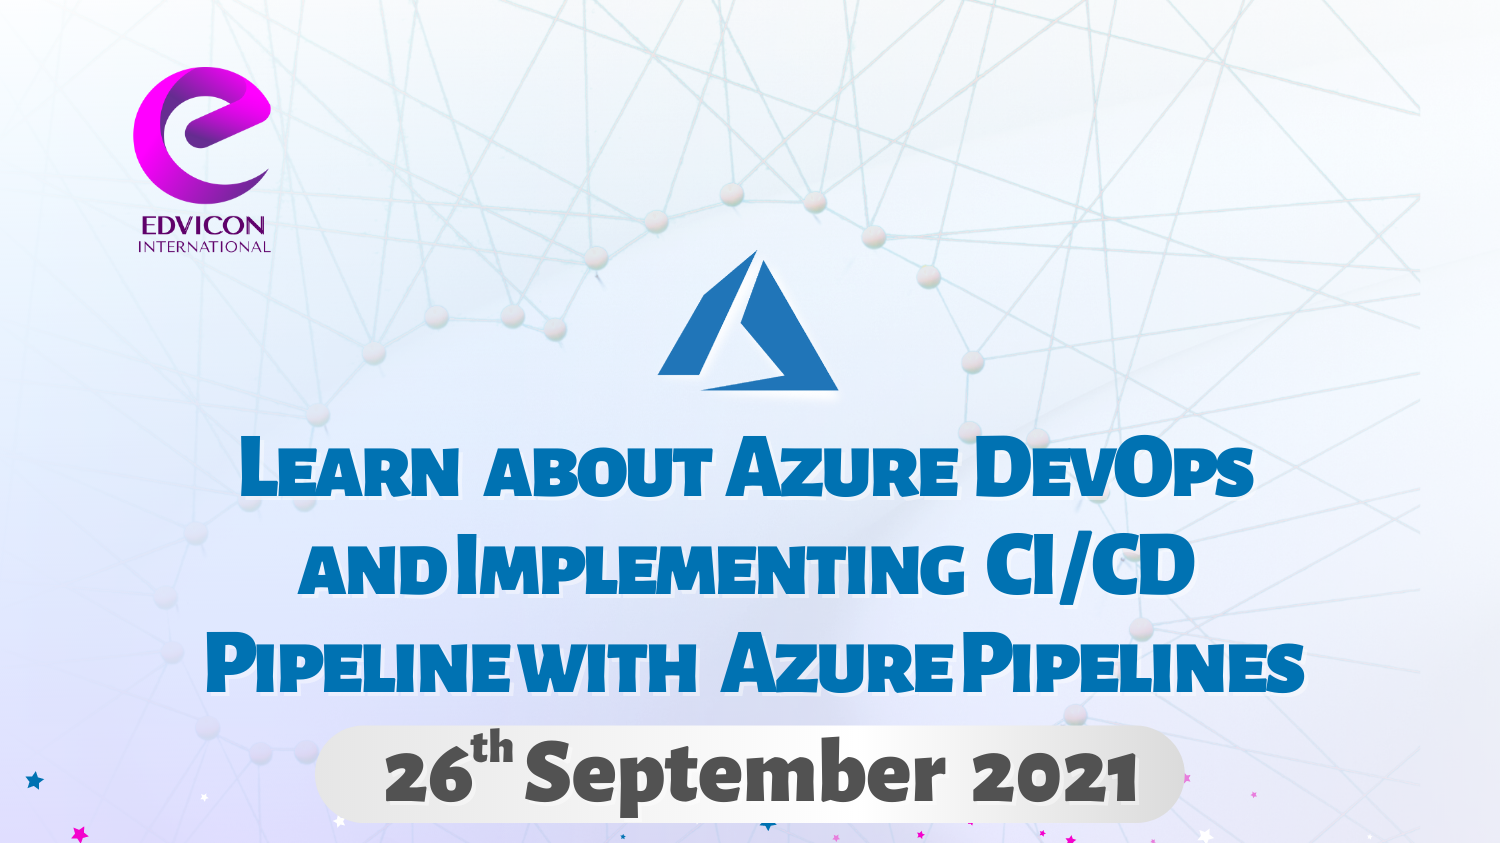 EDVICON
INTERNATIONAL
Learn about Azure DevOps
and Implementing CI/CD
Pipeline with Azure Pipelines
26th September 2021